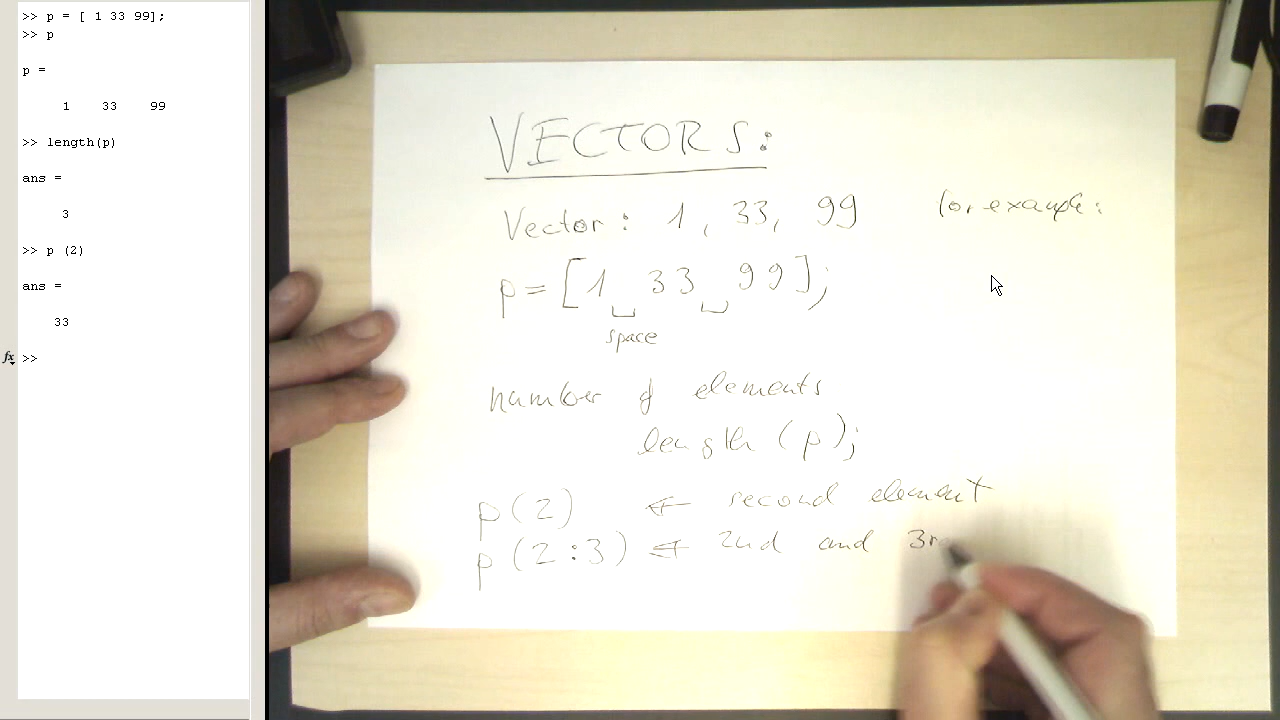 >> p = [ 1 33 99];
>> p
p =
1 33 99
>> length(p)
ans =
3
>> p (2)
ans =
33
fx >>
VECTORS:
Vector: 1, 33, 99 for example:
p = [1 33 99];
space
number of elements
length (p);
p(2) ← second element
p(2:3) ← 2nd and 3r